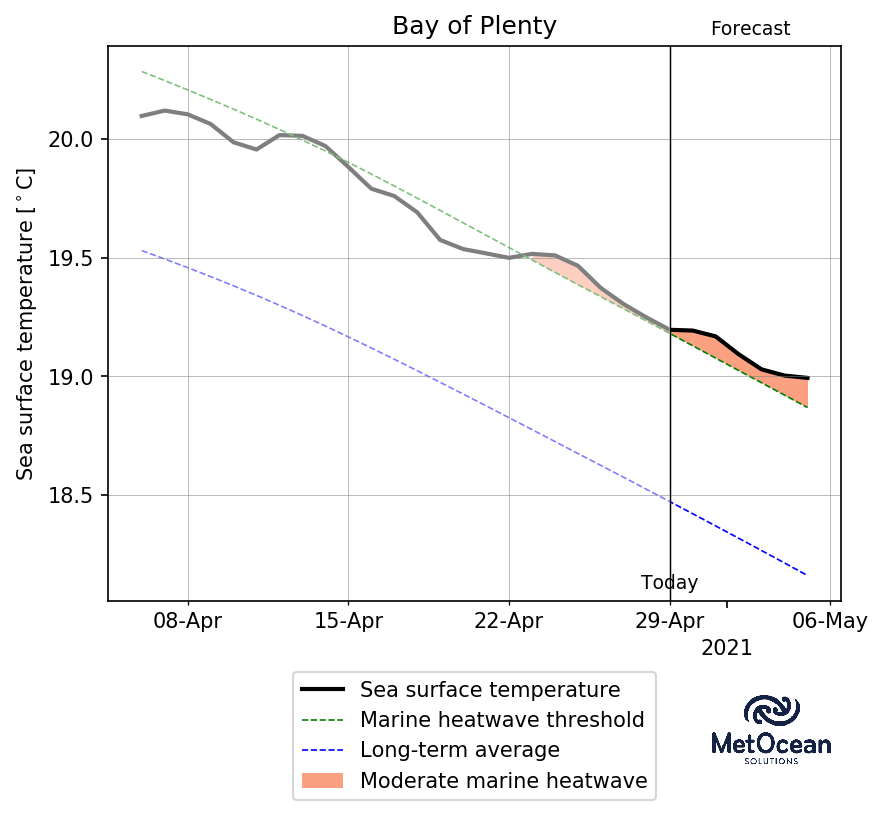 Bay of Plenty
Forecast
Sea surface temperature [°C]
20.0
19.5
19.0
18.5
Today
08-Apr
15-Apr
22-Apr
29-Apr
06-May
2021
Sea surface temperature
Marine heatwave threshold
Long-term average
Moderate marine heatwave
MetOcean
SOLUTIONS